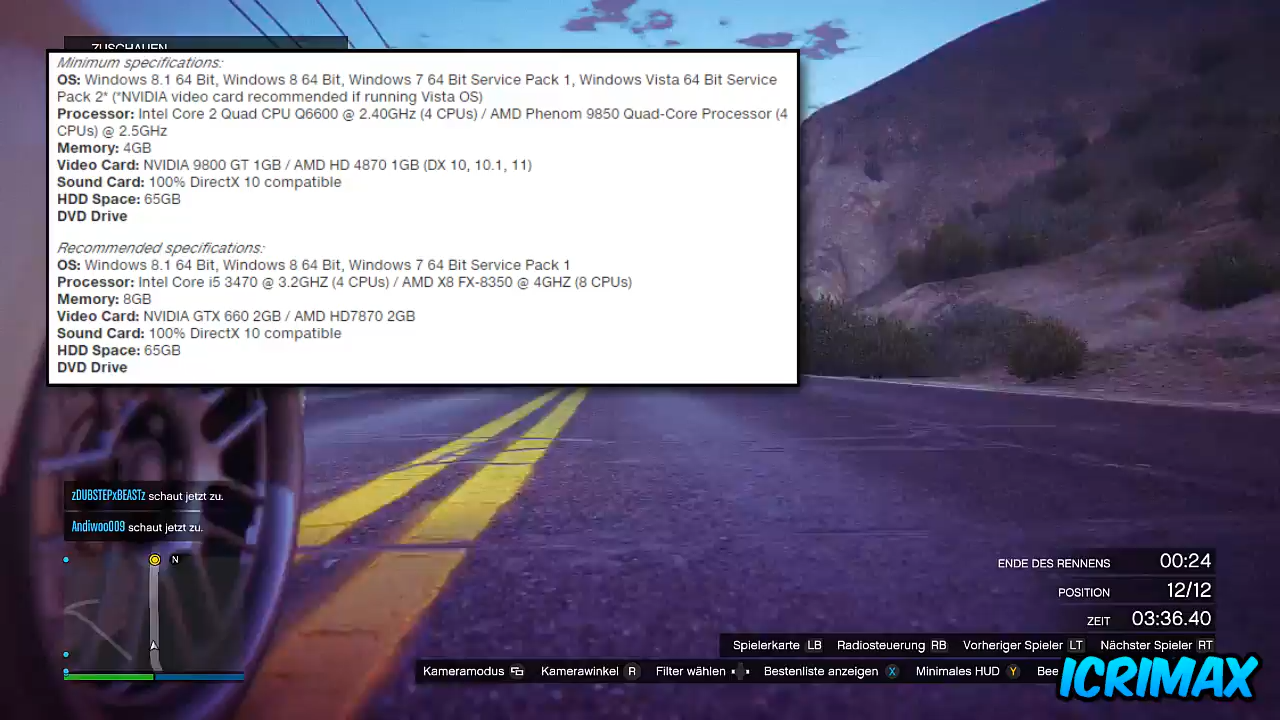 ZUSCHAUEN
Minimum specifications:
OS: Windows 8.1 64 Bit, Windows 8 64 Bit, Windows 7 64 Bit Service Pack 1, Windows Vista 64 Bit Service
Pack 2* (*NVIDIA video card recommended if running Vista OS)
Processor: Intel Core 2 Quad CPU Q6600 @ 2.40GHz (4 CPUs) / AMD Phenom 9850 Quad-Core Processor (4
CPUs) @ 2.5GHz
Memory: 4GB
Video Card: NVIDIA 9800 GT 1GB / AMD HD 4870 1GB (DX 10, 10.1, 11)
Sound Card: 100% DirectX 10 compatible
HDD Space: 65GB
DVD Drive
Recommended specifications:
OS: Windows 8.1 64 Bit, Windows 8 64 Bit, Windows 7 64 Bit Service Pack 1
Processor: Intel Core i5 3470 @ 3.2GHZ (4 CPUs) / AMD X8 FX-8350 @ 4GHZ (8 CPUs)
Memory: 8GB
Video Card: NVIDIA GTX 660 2GB / AMD HD7870 2GB
Sound Card: 100% DirectX 10 compatible
HDD Space: 65GB
DVD Drive
zDUBSTEPxBEASTz schaut jetzt zu.
Andiwoo009 schaut jetzt zu.
N
ENDE DES RENNENS 00:24
POSITION 12/12
ZEIT 03:36.40
Spielerkarte LB Radiosteuerung RB Vorheriger Spieler LT Nächster Spieler RT
Kameramodus Kamerawinkel R Filter wählen Bestenliste anzeigen X Minimales HUD Y Bee
ICRIMAX